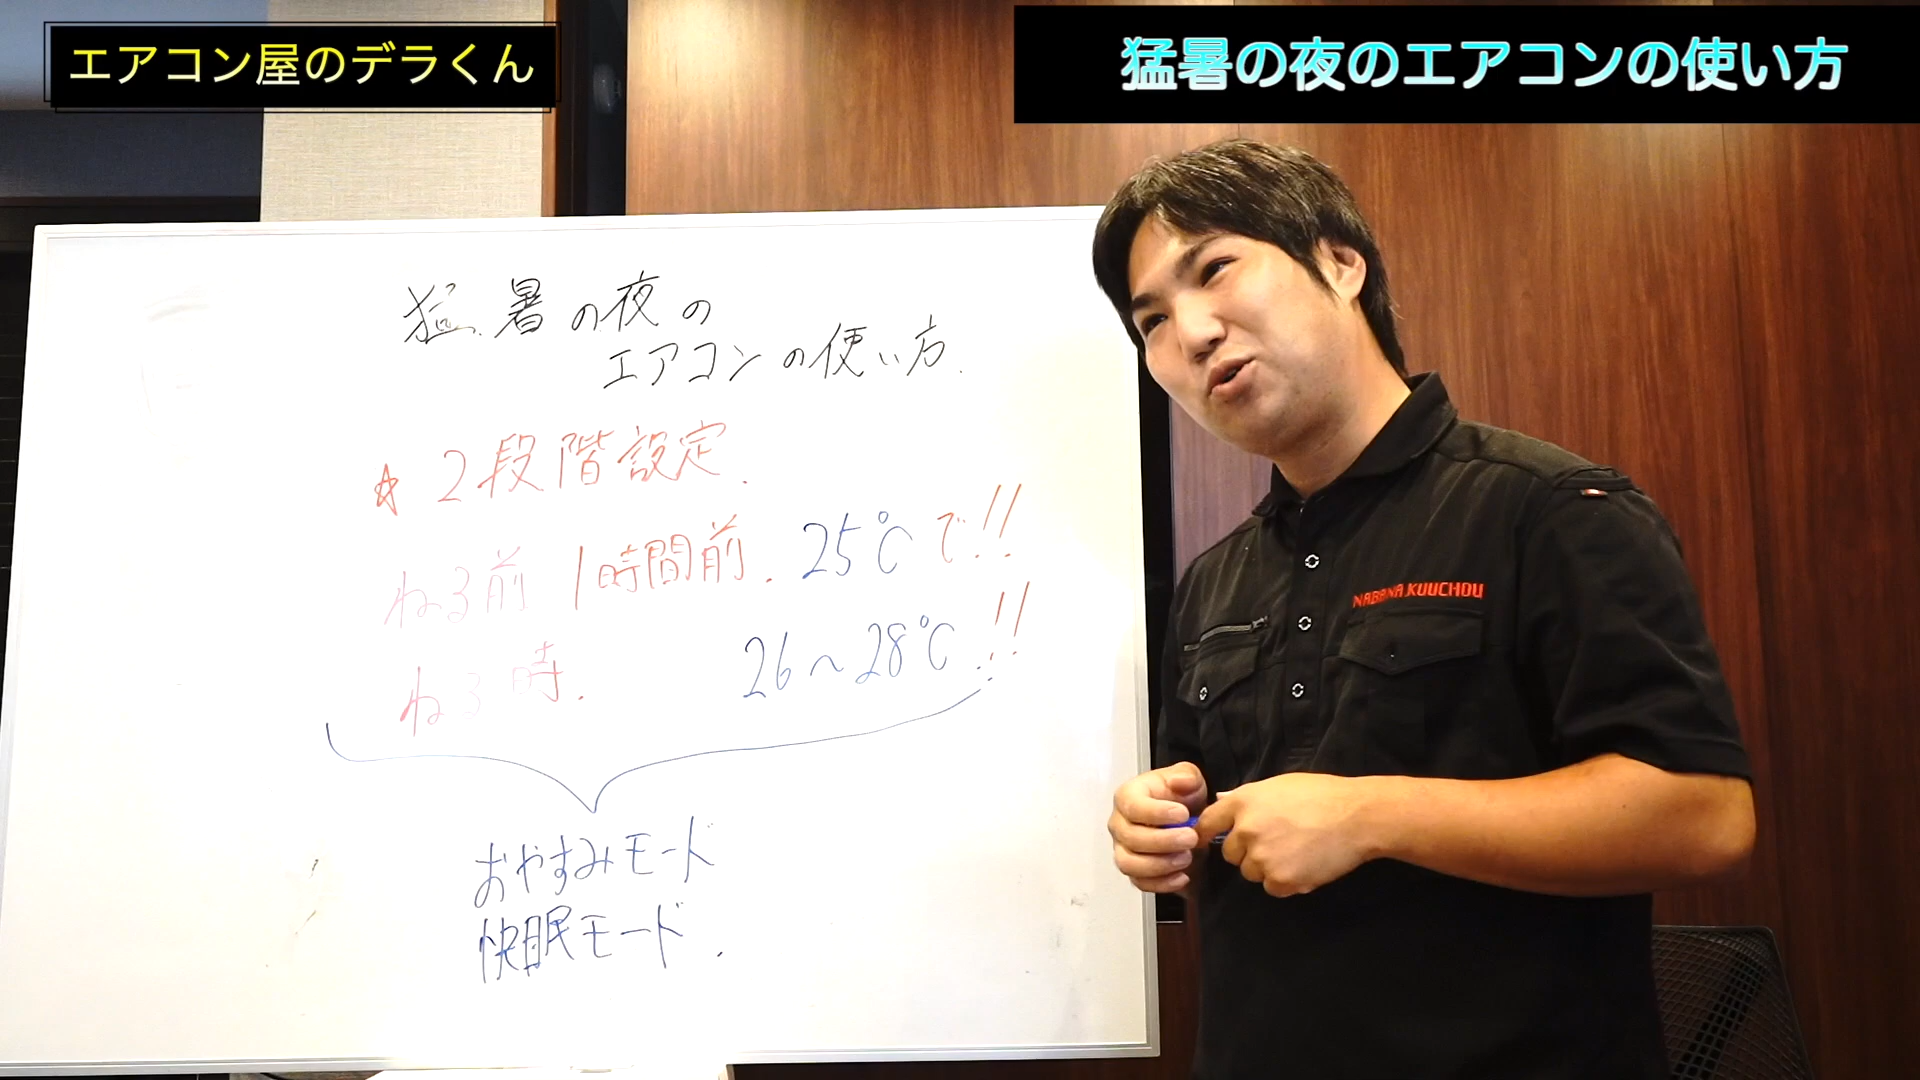 エアコン屋のデラくん
猛暑の夜のエアコンの使い方
猛暑の夜の
エアコンの使い方.
☆ 2段階設定.
ねる前 1時間前. 25℃で!!
ねる時. 26~28℃.!!
おやすみモード
快眠モード.
NABANA KUUCHOU